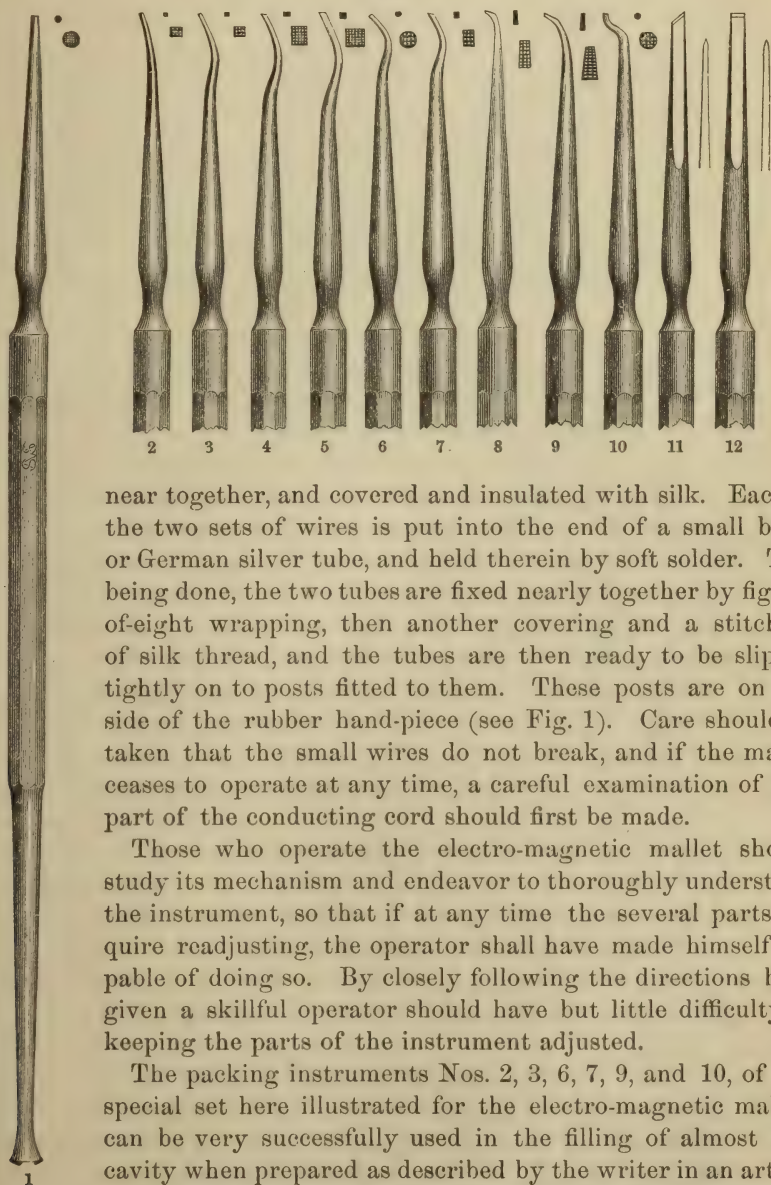 2 3 4 5 6 7 8 9 10 11 12
near together, and covered and insulated with silk. Eac
the two sets of wires is put into the end of a small b
or German silver tube, and held therein by soft solder. T
being done, the two tubes are fixed nearly together by fig
of-eight wrapping, then another covering and a stitch
of silk thread, and the tubes are then ready to be slip
tightly on to posts fitted to them. These posts are on
side of the rubber hand-piece (see Fig. 1). Care should
taken that the small wires do not break, and if the ma
ceases to operate at any time, a careful examination of
part of the conducting cord should first be made.
Those who operate the electro-magnetic mallet sho
study its mechanism and endeavor to thoroughly underst
the instrument, so that if at any time the several parts
quire readjusting, the operator shall have made himself
pable of doing so. By closely following the directions h
given a skillful operator should have but little difficulty
keeping the parts of the instrument adjusted.
The packing instruments Nos. 2, 3, 6, 7, 9, and 10, of
special set here illustrated for the electro-magnetic ma
can be very successfully used in the filling of almost
cavity when prepared as described by the writer in an art
1